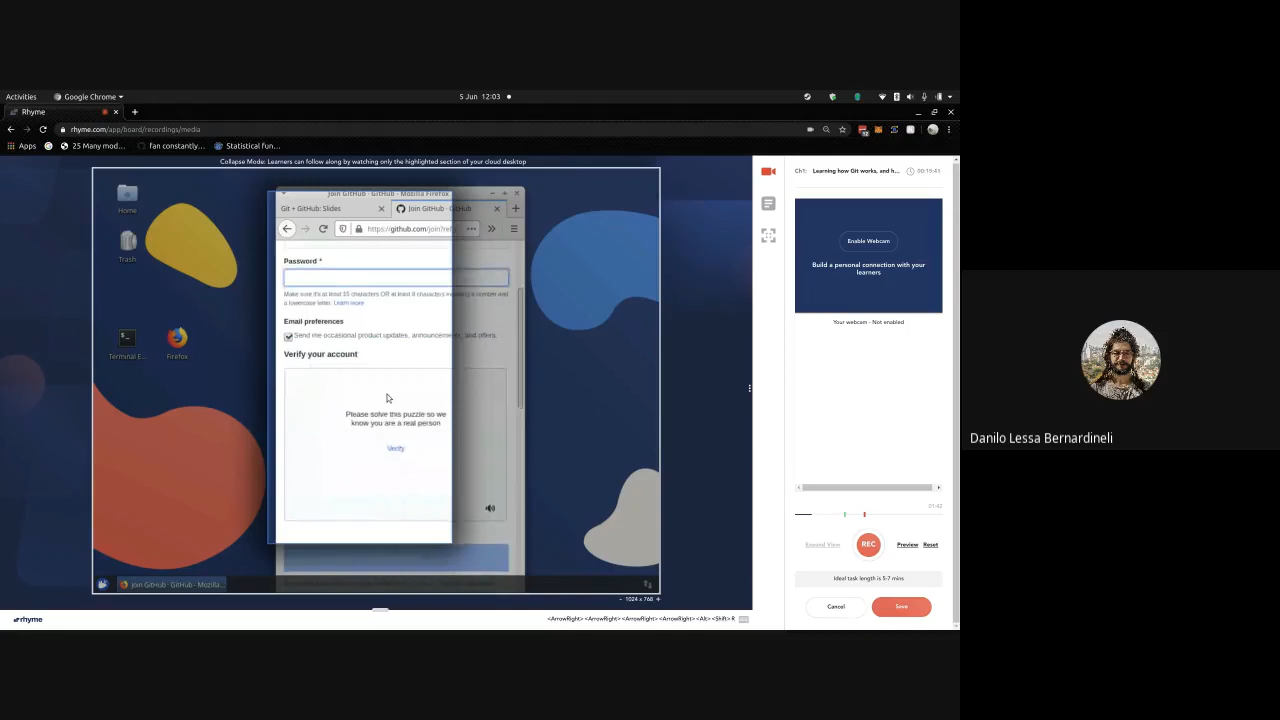 Activities
Google Chrome
5 Jun 12:03
Rhyme
rhyme.com/app/board/recordings/media
Apps
25 Many mod...
fan constantly...
Statistical fun...
Collapse Mode: Learners can follow along by watching only the highlighted section of your cloud desktop
Home
Trash
Terminal E...
Firefox
Join GitHub · GitHub - Mozilla Firefox
Git + GitHub: Slides
Join GitHub · GitHub
https://github.com/join?ref
Password *
Make sure it's at least 15 characters OR at least 8 characters including a number and
a lowercase letter. Learn more
Email preferences
Send me occasional product updates, announcements, and offers.
Verify your account
Please solve this puzzle so we
know you are a real person
Verify
Join GitHub · GitHub - Mozilla...
- 1024 x 768 +
rhyme
<ArrowRight> <ArrowRight> <ArrowRight> <ArrowRight> <Alt> <Shift> R
Ch1: Learning how Git works, and h...
00:15:41
Enable Webcam
Build a personal connection with your
learners
Your webcam - Not enabled
01:42
Expand View
REC
Preview
Reset
Ideal task length is 5-7 mins
Cancel
Save
Danilo Lessa Bernardineli